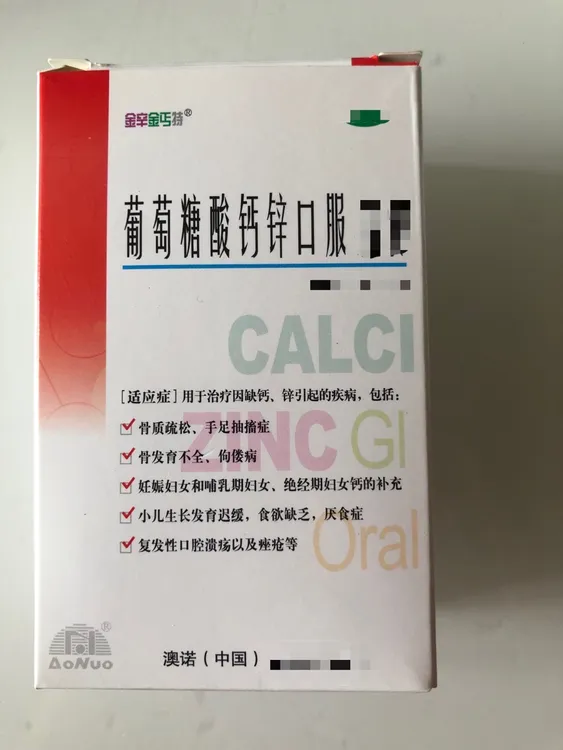 金辛金丐特®
葡萄糖酸钙锌口服
CALCI
[适应症]用于治疗因缺钙、锌引起的疾病，包括：
ZINC GI
骨质疏松、手足抽搐症
骨发育不全、佝偻病
妊娠妇女和哺乳期妇女、绝经期妇女钙的补充
小儿生长发育迟缓，食欲缺乏，厌食症
Oral
复发性口腔溃疡以及痤疮等
®
AoNuo
澳诺（中国）